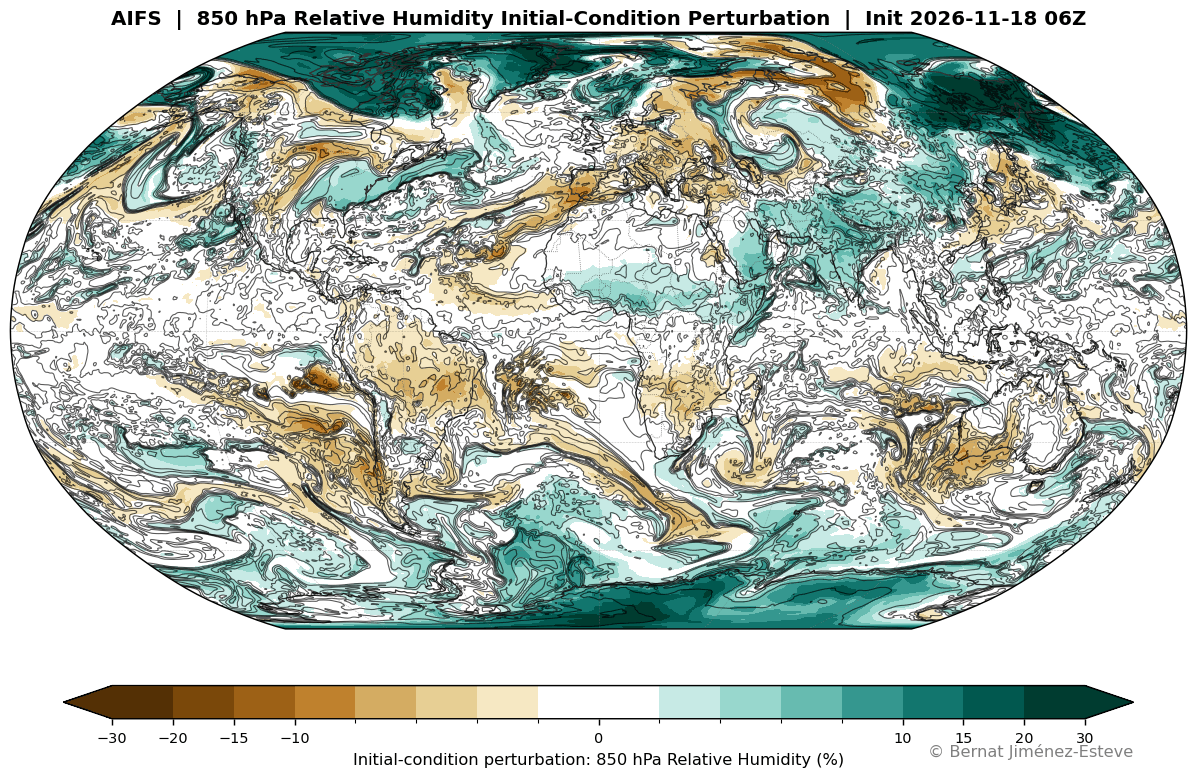 AIFS | 850 hPa Relative Humidity Initial-Condition Perturbation | Init 2026-11-18 06Z
−30 −20 −15 −10 0 10 15 20 30
Initial-condition perturbation: 850 hPa Relative Humidity (%)
© Bernat Jiménez-Esteve